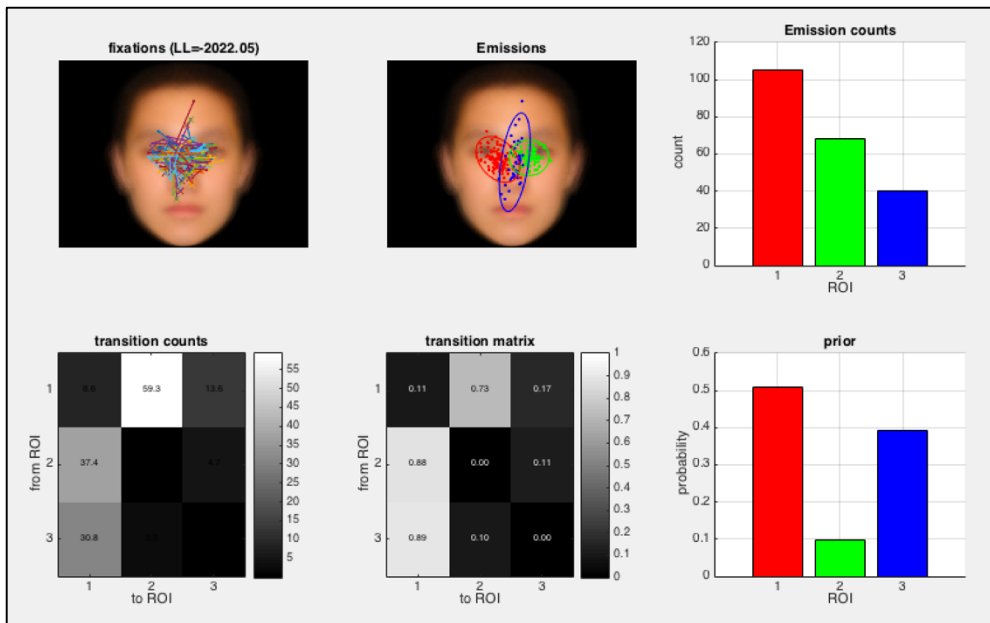 fixations (LL=-2022.05)
Emissions
Emission counts
120
100
80
60
40
20
0
count
1 2 3
ROI
transition counts
1
2
3
from ROI
59.3 13.6
37.4
30.8
1 2 3
to ROI
55
50
45
40
35
30
25
20
15
10
5
transition matrix
1
2
3
from ROI
0.11 0.73 0.17
0.88 0.00 0.11
0.89 0.10 0.00
1 2 3
to ROI
1
0.9
0.8
0.7
0.6
0.5
0.4
0.3
0.2
0.1
0
prior
0.6
0.5
0.4
0.3
0.2
0.1
0
probability
1 2 3
ROI